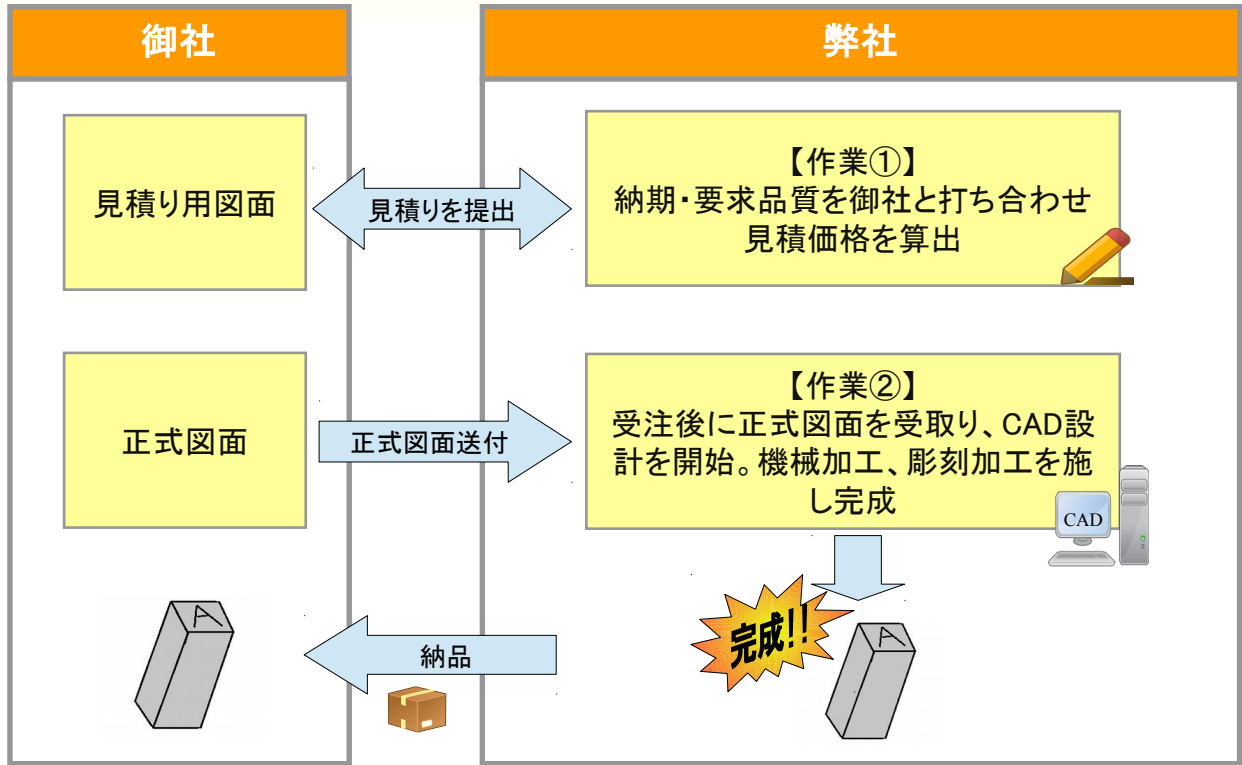 御社
弊社
見積り用図面
見積りを提出
【作業①】
納期・要求品質を御社と打ち合わせ
見積価格を算出
正式図面
正式図面送付
【作業②】
受注後に正式図面を受取り、CAD設
計を開始。機械加工、彫刻加工を施
し完成
CAD
完成!!
A
納品
A